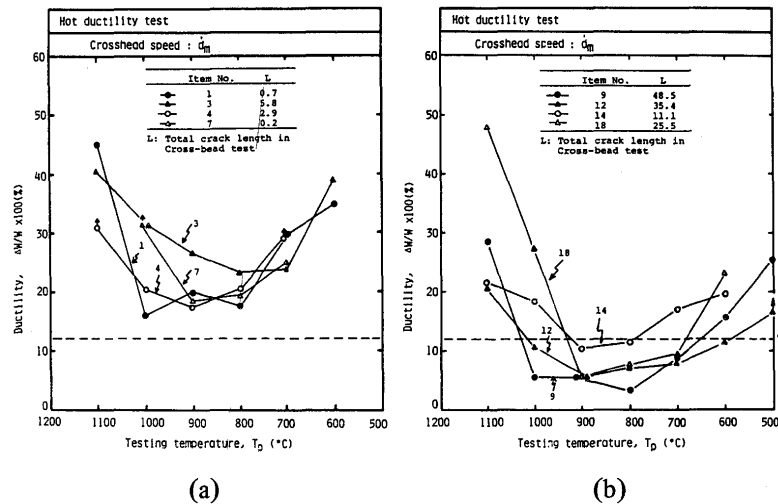 Hot ductility test
Crosshead speed : ḋm
Item No. L
1 0.7
3 5.8
4 2.9
7 0.2
L: Total crack length in
Cross-bead test
60
50
40
30
20
10
0
Ductility, ΔW/W x100(%)
1
4
7
3
1200 1100 1000 900 800 700 600 500
Testing temperature, Tp (°C)
(a)
Hot ductility test
Crosshead speed : ḋm
Item No. L
9 48.5
12 35.4
14 11.1
18 25.5
L: Total crack length in
Cross-bead test
60
50
40
30
20
10
0
Ductility, ΔW/W x100(%)
18
14
12
9
1200 1100 1000 900 800 700 600 500
Testing temperature, Tp (°C)
(b)